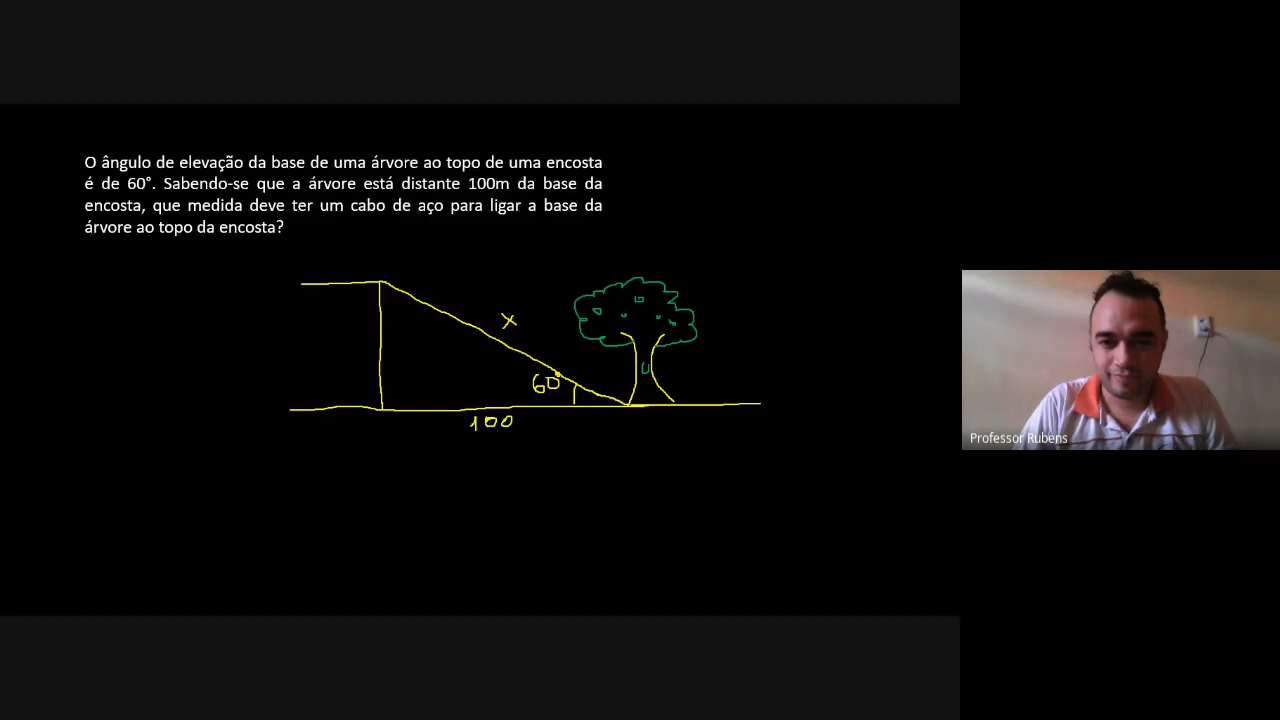 O ângulo de elevação da base de uma árvore ao topo de uma encosta
é de 60°. Sabendo-se que a árvore está distante 100m da base da
encosta, que medida deve ter um cabo de aço para ligar a base da
árvore ao topo da encosta?
x
60°
100
Professor Rubens